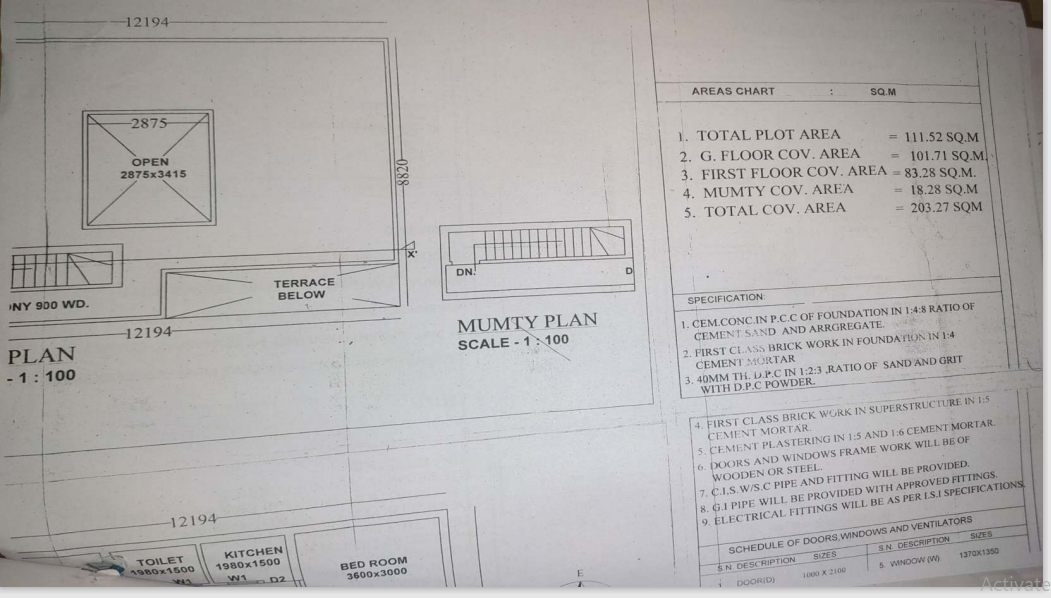 12194
2875
OPEN
2875x3415
8820
X'
NY 900 WD.
TERRACE
BELOW
12194
PLAN
- 1 : 100
DN.
D
MUMTY PLAN
SCALE - 1 : 100
12194
TOILET
1980x1500
W1
KITCHEN
1980x1500
W1
D2
BED ROOM
3600x3000
E
AREAS CHART : SQ.M
1. TOTAL PLOT AREA = 111.52 SQ.M
2. G. FLOOR COV. AREA = 101.71 SQ.M.
3. FIRST FLOOR COV. AREA = 83.28 SQ.M.
4. MUMTY COV. AREA = 18.28 SQ.M
5. TOTAL COV. AREA = 203.27 SQM
SPECIFICATION:
1. CEM.CONC.IN P.C.C OF FOUNDATION IN 1:4:8 RATIO OF
CEMENT SAND AND ARRGREGATE.
2. FIRST CLASS BRICK WORK IN FOUNDATION IN 1:4
CEMENT MORTAR
3. 40MM TH. D.P.C IN 1:2:3 ,RATIO OF SAND AND GRIT
WITH D.P.C POWDER.
4. FIRST CLASS BRICK WORK IN SUPERSTRUCTURE IN 1:5
CEMENT MORTAR.
5. CEMENT PLASTERING IN 1:5 AND 1:6 CEMENT MORTAR.
6. DOORS AND WINDOWS FRAME WORK WILL BE OF
WOODEN OR STEEL.
7. C.I.S.W/S.C PIPE AND FITTING WILL BE PROVIDED.
8. G.I PIPE WILL BE PROVIDED WITH APPROVED FITTINGS.
9. ELECTRICAL FITTINGS WILL BE AS PER I.S.I SPECIFICATIONS.
SCHEDULE OF DOORS,WINDOWS AND VENTILATORS
S.N. DESCRIPTION SIZES S.N. DESCRIPTION SIZES
1 DOOR(D) 1000 X 2100 5. WINDOW (W) 1370X1350
Activate